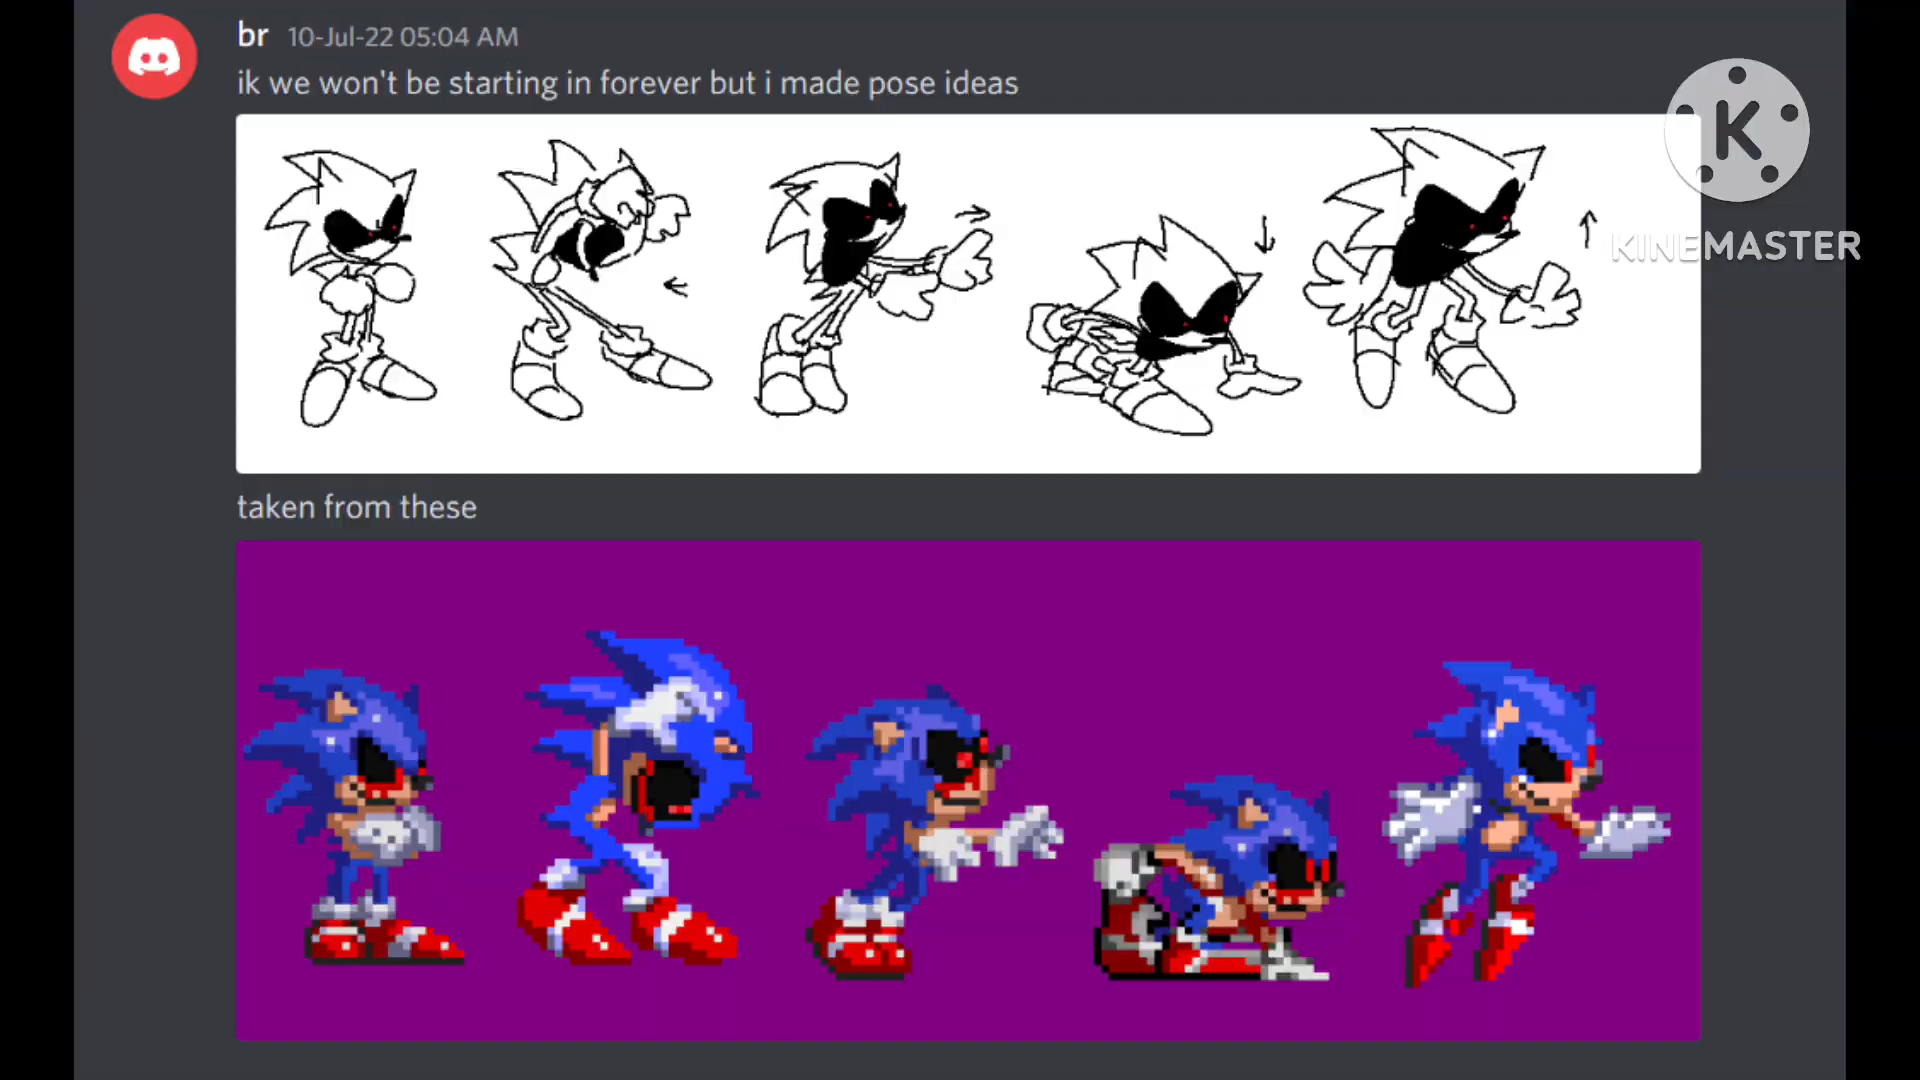 br 10-Jul-22 05:04 AM
ik we won't be starting in forever but i made pose ideas
K
KINEMASTER
taken from these